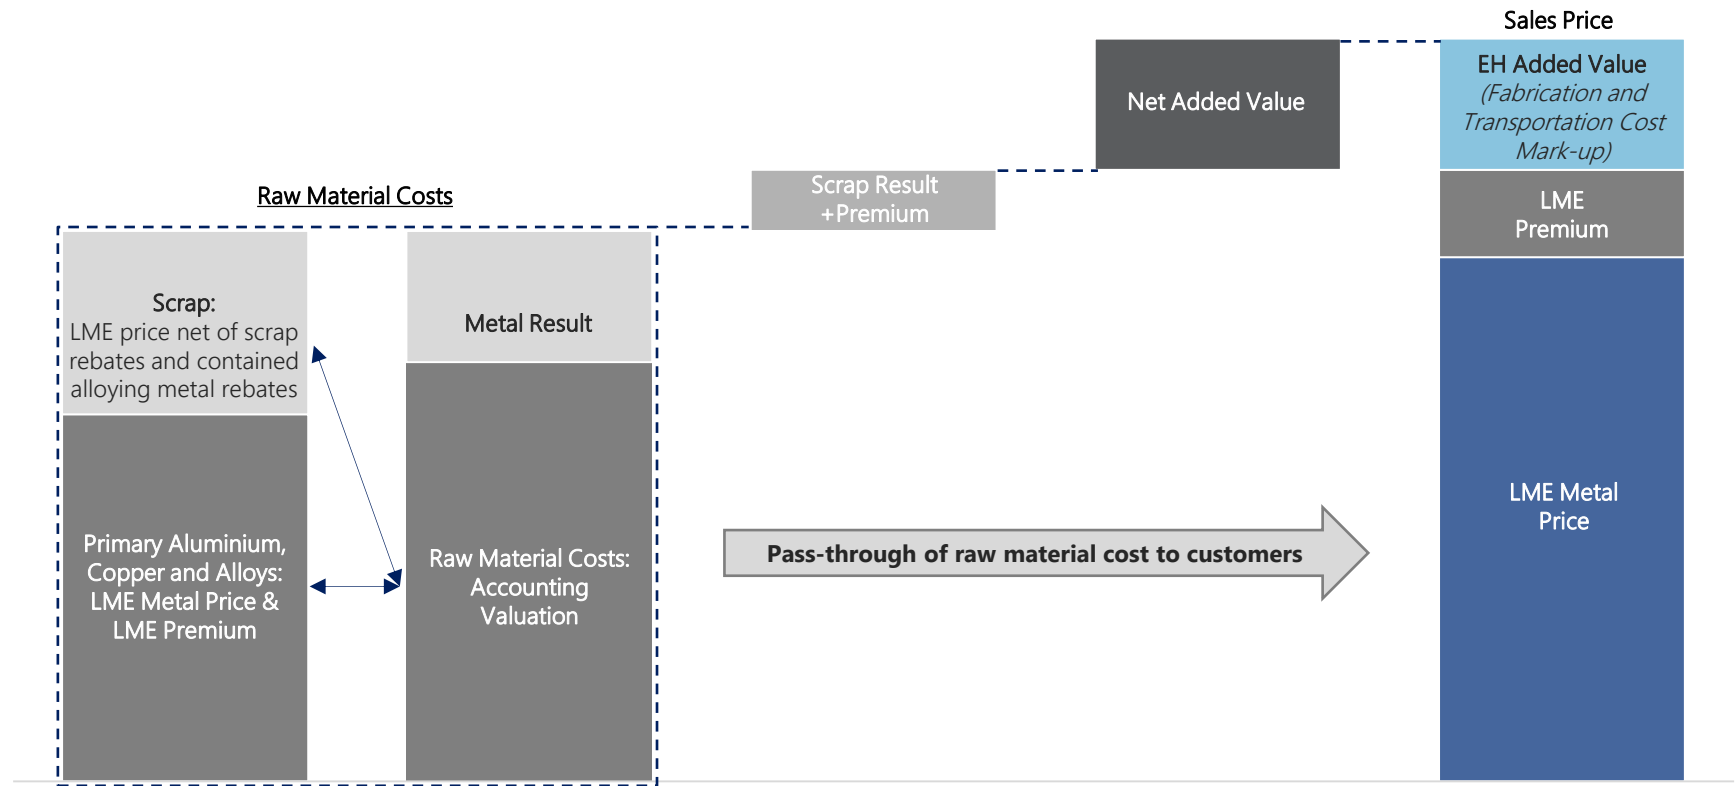 Sales Price
EH Added Value
(Fabrication and
Transportation Cost
Mark-up)
Net Added Value
Scrap Result
+Premium
LME
Premium
Raw Material Costs
Scrap:
LME price net of scrap
rebates and contained
alloying metal rebates
Metal Result
LME Metal
Price
Primary Aluminium,
Copper and Alloys:
LME Metal Price &
LME Premium
Raw Material Costs:
Accounting
Valuation
Pass-through of raw material cost to customers